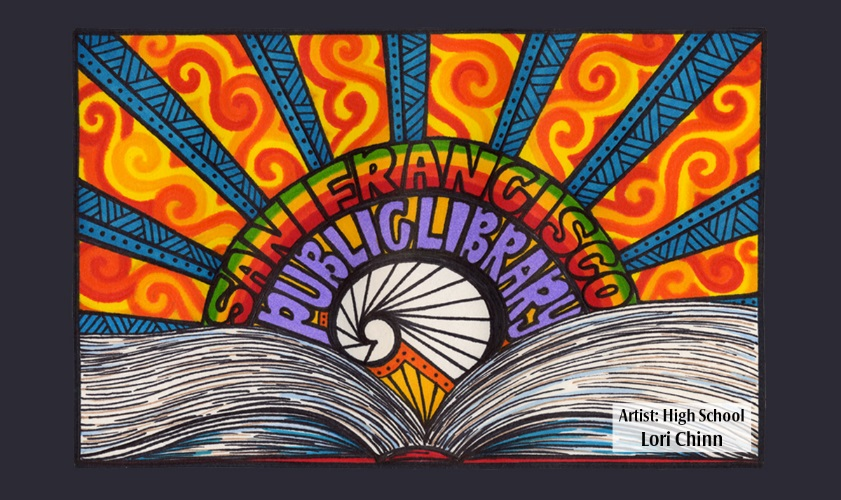 SAN FRANCISCO
PUBLIC LIBRARY
Artist: High School
Lori Chinn